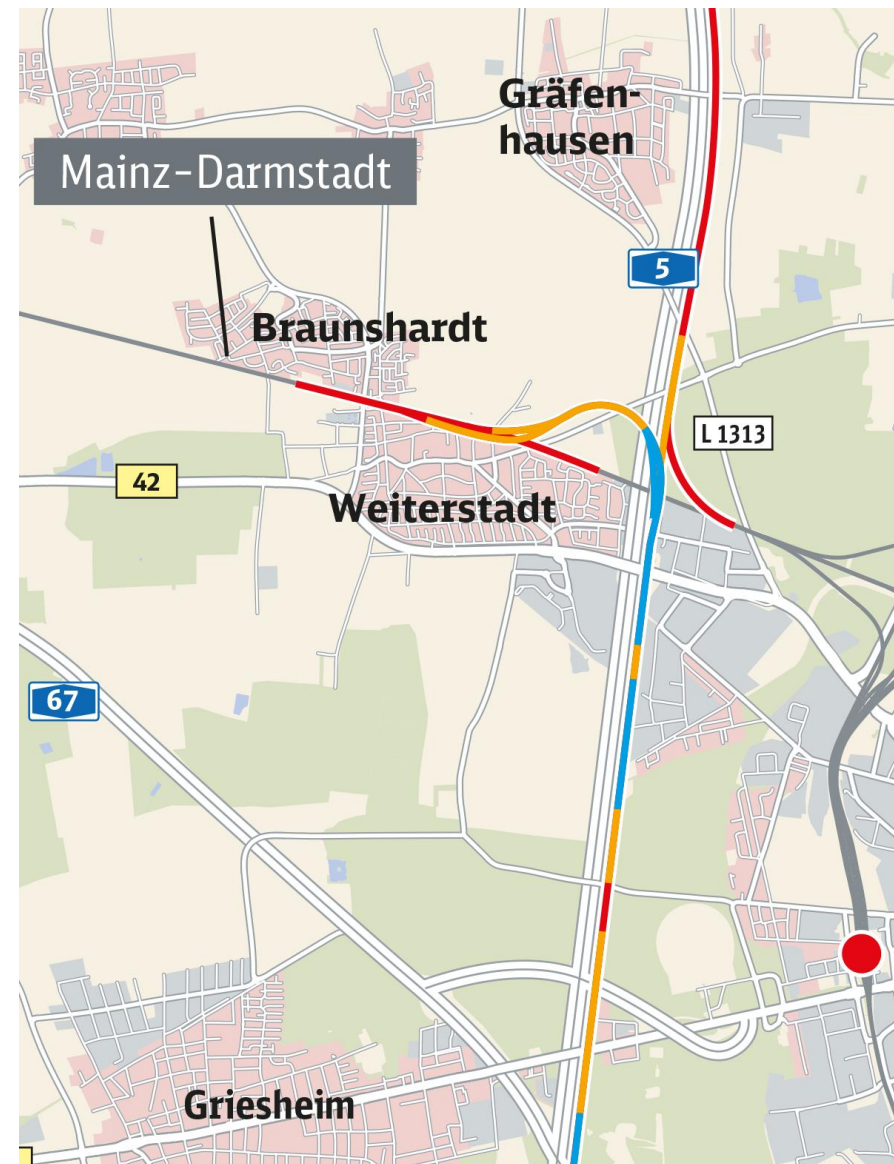 Gräfen-
hausen
Mainz-Darmstadt
5
Braunshardt
L 1313
42
Weiterstadt
67
Griesheim